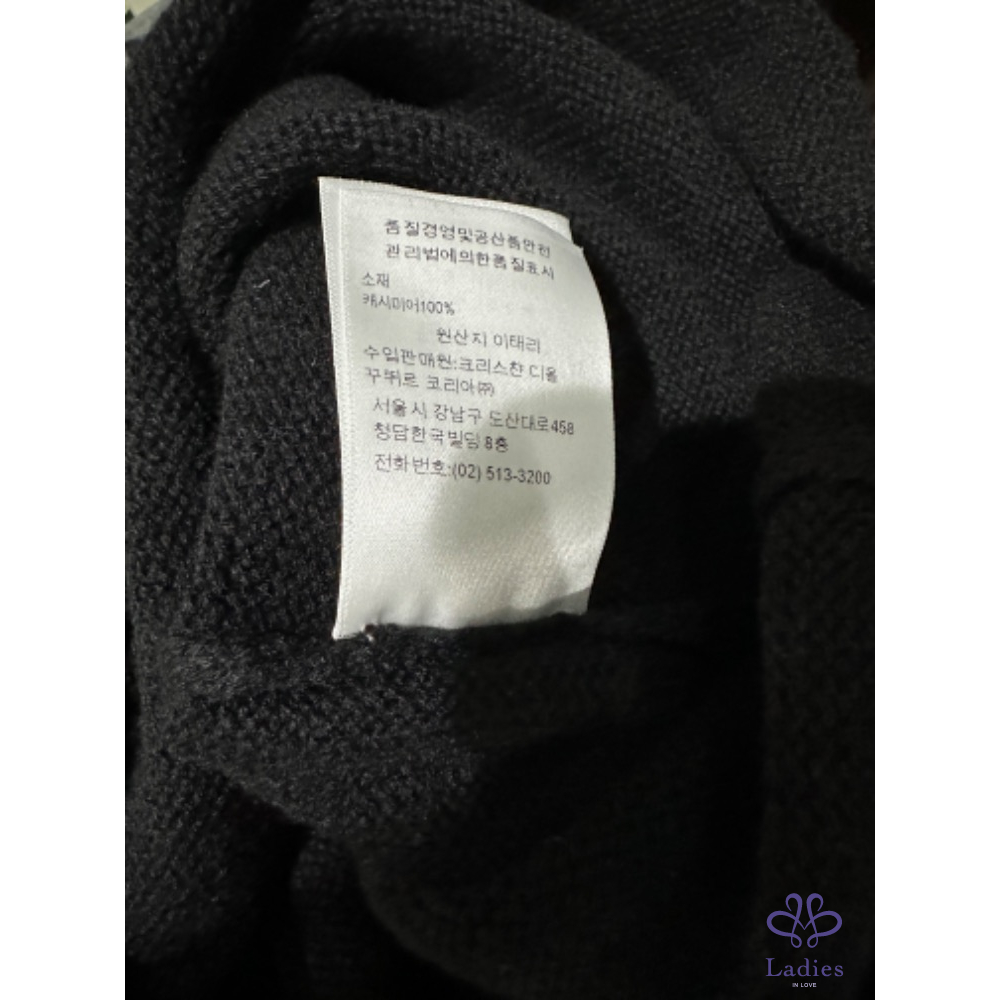 품질경영및공산품안전
관리법에의한품질표시
소재
캐시미어100%
원산지 이태리
수입판매원:크리스챤 디올
꾸뛰르 코리아㈜
서울시 강남구 도산대로458
청담한국빌딩 8층
전화번호:(02) 513-3200
Ladies
IN LOVE